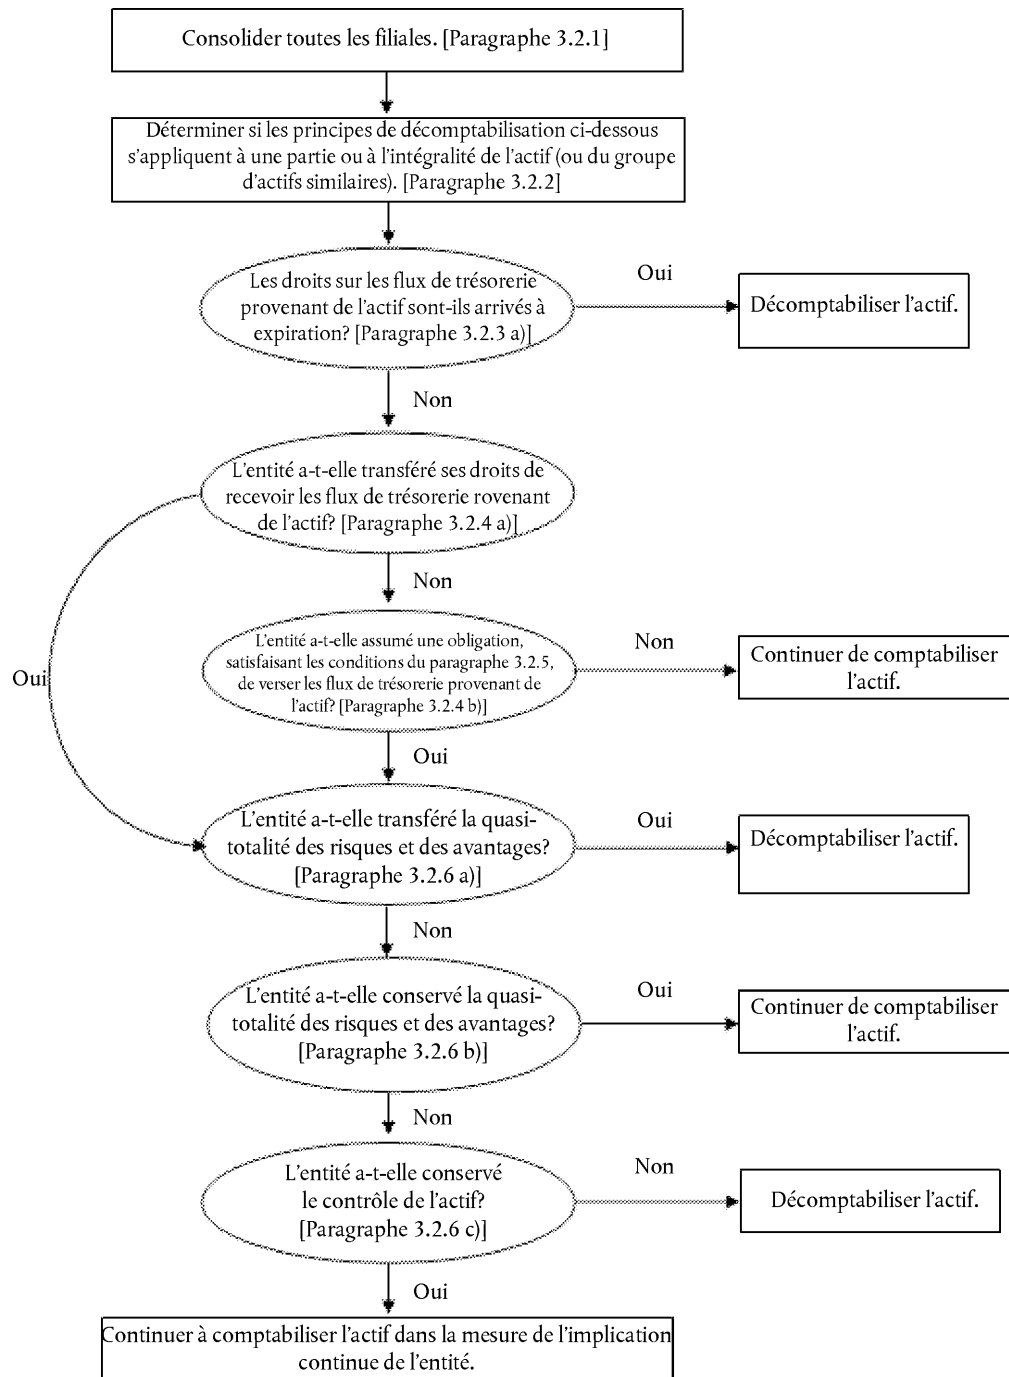 Consolider toutes les filiales. [Paragraphe 3.2.1]
Déterminer si les principes de décomptabilisation ci-dessous
s'appliquent à une partie ou à l'intégralité de l'actif (ou du groupe
d'actifs similaires). [Paragraphe 3.2.2]
Les droits sur les flux de trésorerie
provenant de l'actif sont-ils arrivés à
expiration? [Paragraphe 3.2.3 a)]
Oui
Décomptabiliser l'actif.
Non
L'entité a-t-elle transféré ses droits de
recevoir les flux de trésorerie rovenant
de l'actif? [Paragraphe 3.2.4 a)]
Non
Oui
L'entité a-t-elle assumé une obligation,
satisfaisant les conditions du paragraphe 3.2.5,
de verser les flux de trésorerie provenant de
l'actif? [Paragraphe 3.2.4 b)]
Non
Continuer de comptabiliser
l'actif.
Oui
L'entité a-t-elle transféré la quasi-
totalité des risques et des avantages?
[Paragraphe 3.2.6 a)]
Oui
Décomptabiliser l'actif.
Non
L'entité a-t-elle conservé la quasi-
totalité des risques et des avantages?
[Paragraphe 3.2.6 b)]
Oui
Continuer de comptabiliser
l'actif.
Non
L'entité a-t-elle conservé
le contrôle de l'actif?
[Paragraphe 3.2.6 c)]
Non
Décomptabiliser l'actif.
Oui
Continuer à comptabiliser l'actif dans la mesure de l'implication
continue de l'entité.